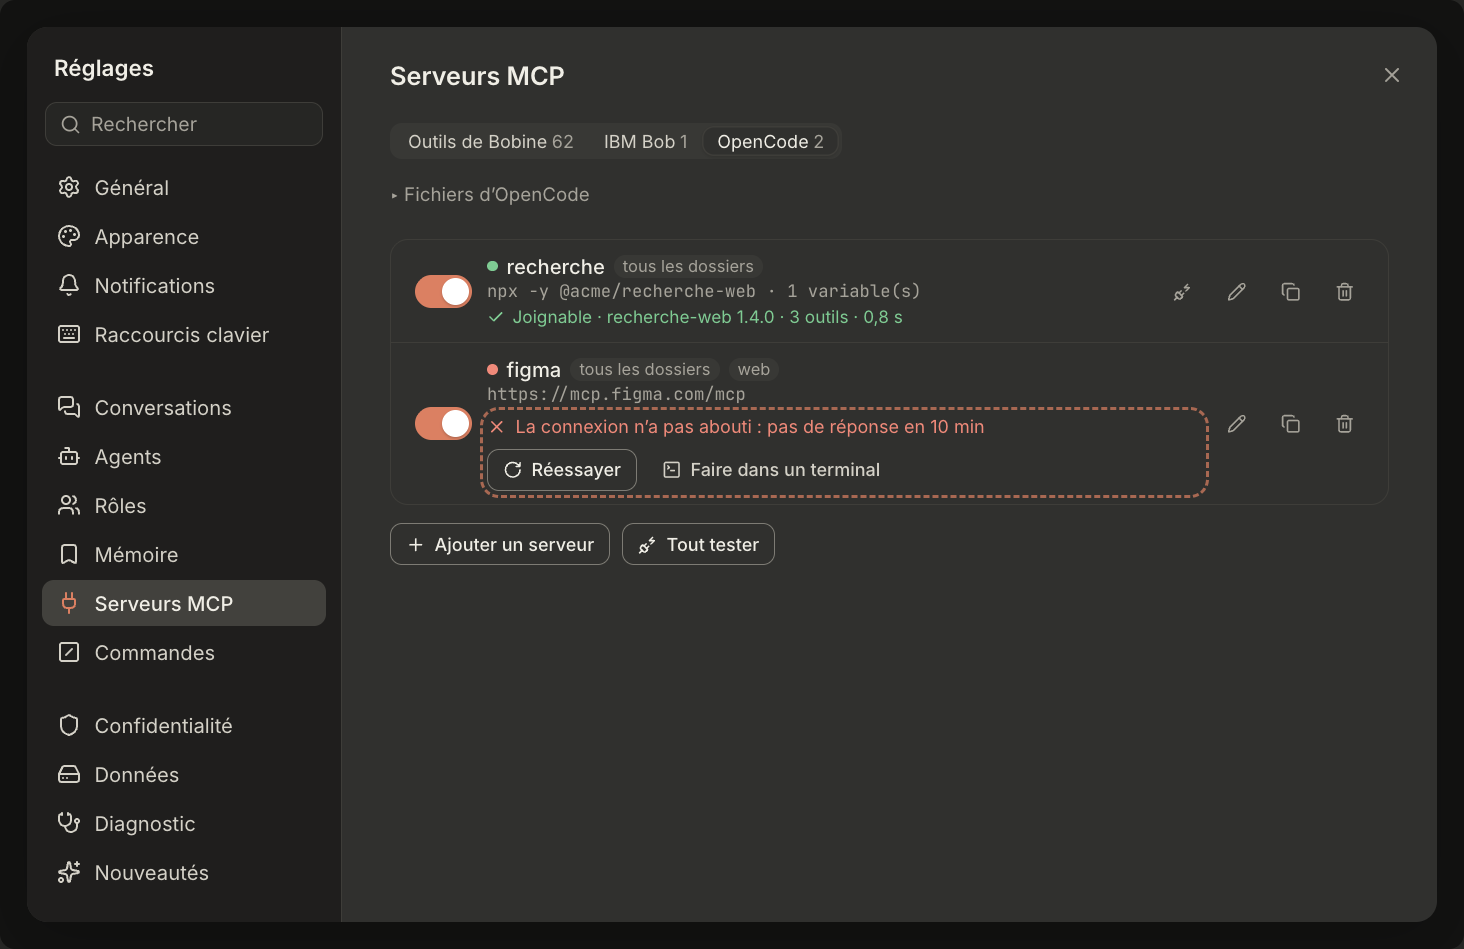 Réglages
Rechercher
Général
Apparence
Notifications
Raccourcis clavier
Conversations
Agents
Rôles
Mémoire
Serveurs MCP
Commandes
Confidentialité
Données
Diagnostic
Nouveautés
Serveurs MCP
Outils de Bobine 62 IBM Bob 1 OpenCode 2
Fichiers d’OpenCode
recherche tous les dossiers
npx -y @acme/recherche-web · 1 variable(s)
Joignable · recherche-web 1.4.0 · 3 outils · 0,8 s
figma tous les dossiers web
https://mcp.figma.com/mcp
La connexion n’a pas abouti : pas de réponse en 10 min
Réessayer Faire dans un terminal
Ajouter un serveur Tout tester